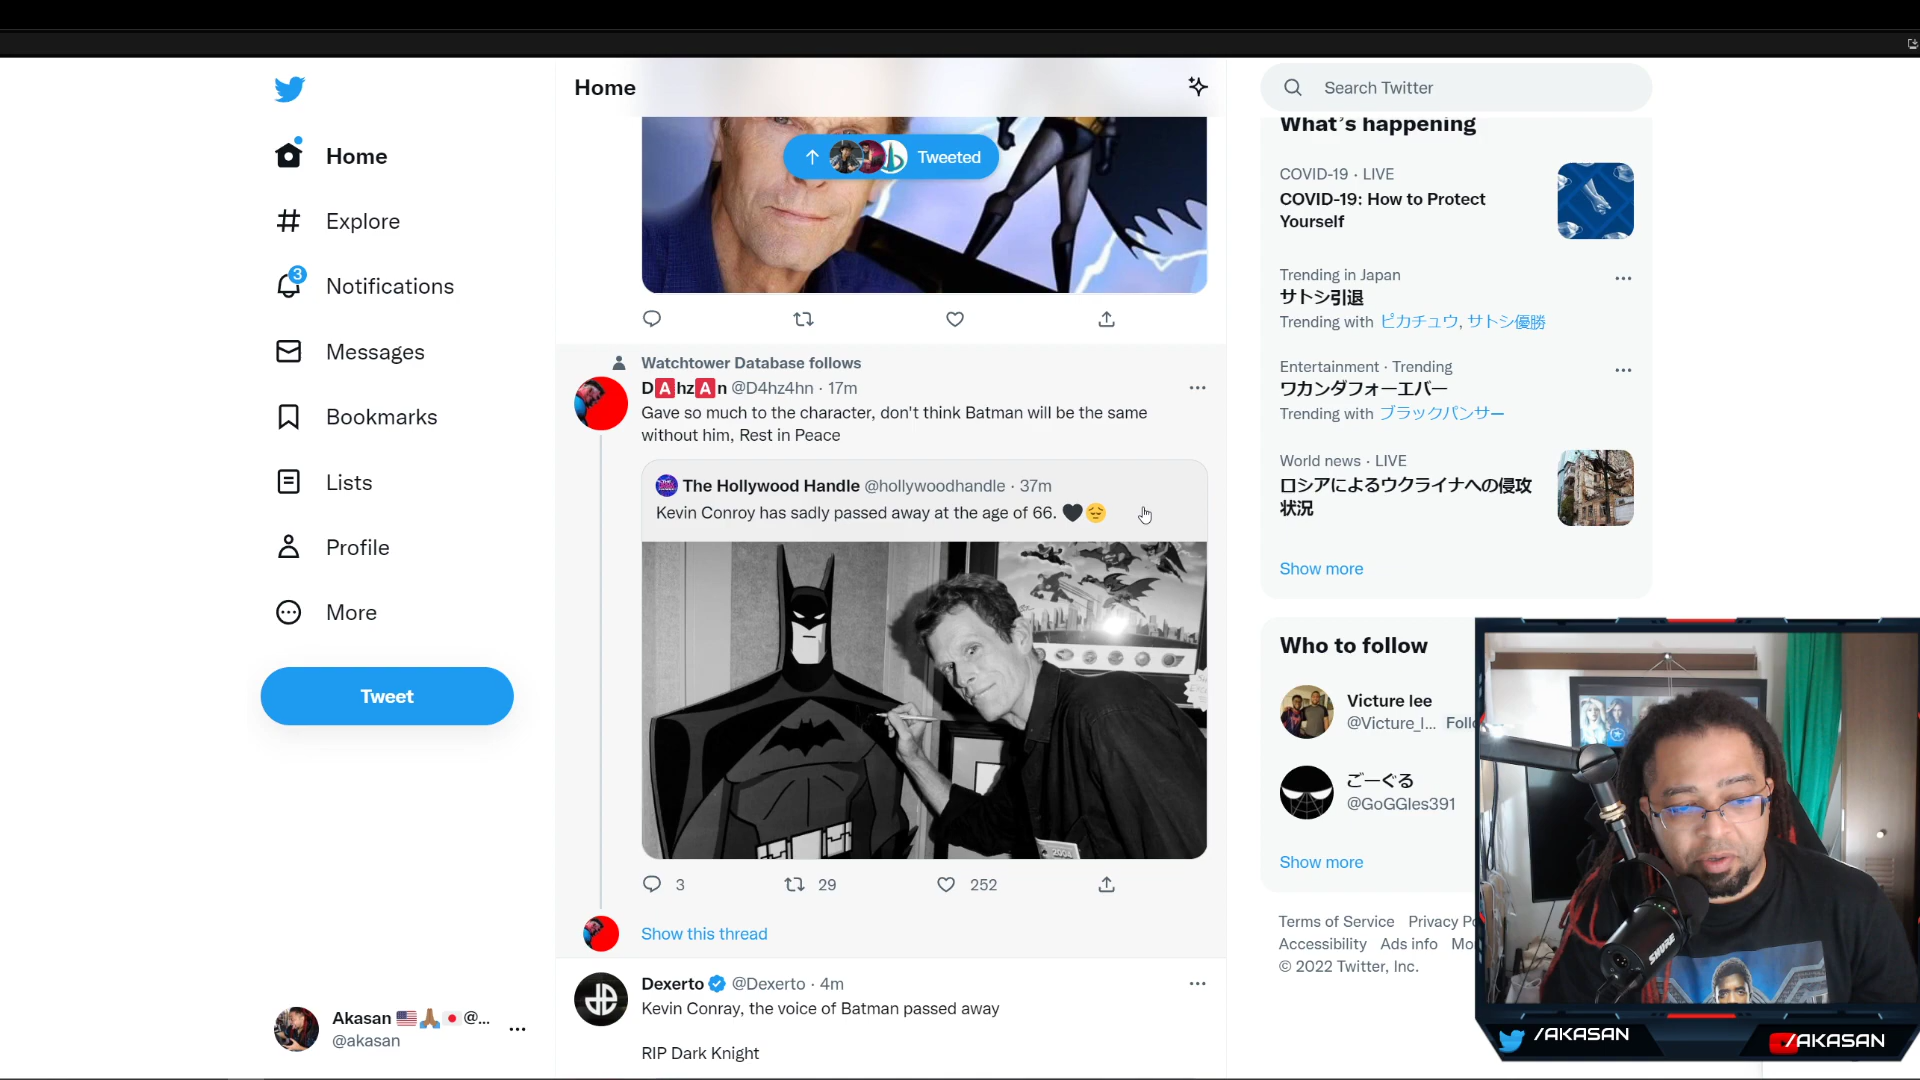 Home
Explore
3
Notifications
Messages
Bookmarks
Lists
Profile
More
Tweet
Akasan 🇺🇸🙏🏽🇯🇵 @...
@akasan
Home
Tweeted
Watchtower Database follows
D🅰hz🅰n @D4hz4hn · 17m
Gave so much to the character, don't think Batman will be the same
without him, Rest in Peace
The Hollywood Handle @hollywoodhandle · 37m
Kevin Conroy has sadly passed away at the age of 66. 🖤😔
3 29 252
Show this thread
Dexerto @Dexerto · 4m
Kevin Conray, the voice of Batman passed away
RIP Dark Knight
Search Twitter
What's happening
COVID-19 · LIVE
COVID-19: How to Protect
Yourself
Trending in Japan
サトシ引退
Trending with ピカチュウ, サトシ優勝
Entertainment · Trending
ワカンダフォーエバー
Trending with ブラックパンサー
World news · LIVE
ロシアによるウクライナへの侵攻
状況
Show more
Who to follow
Victure lee
@Victure_l... Follo
ごーぐる
@GoGGles391
Show more
Terms of Service Privacy Po
Accessibility Ads info Mo
© 2022 Twitter, Inc.
SHURE
/AKASAN
/AKASAN